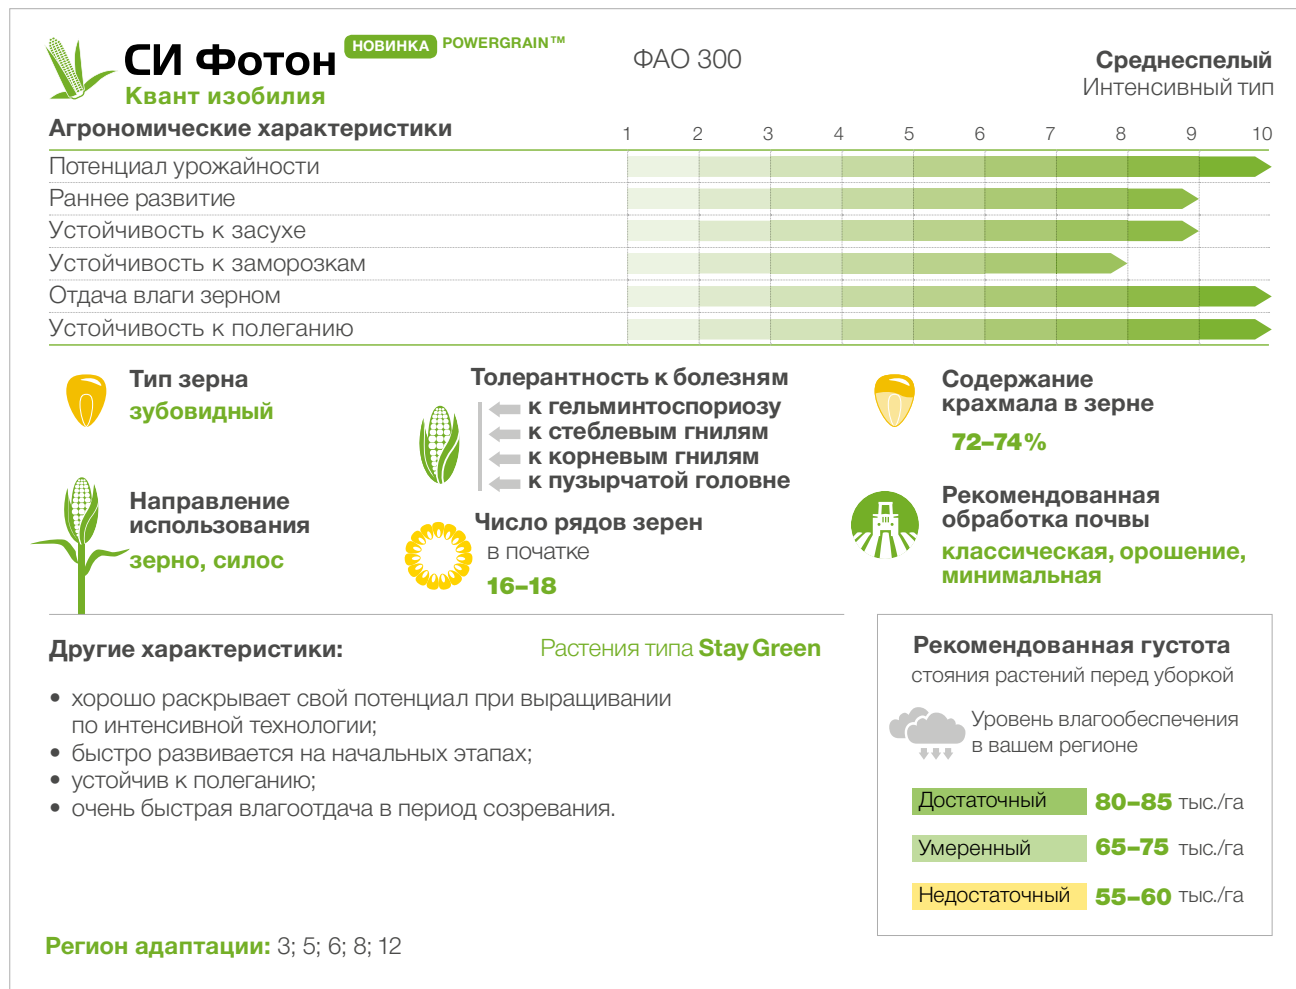 СИ Фотон
НОВИНКА
POWERGRAIN™
ФАО 300
Среднеспелый
Квант изобилия
Интенсивный тип
Агрономические характеристики
1 2 3 4 5 6 7 8 9 10
Потенциал урожайности
Раннее развитие
Устойчивость к засухе
Устойчивость к заморозкам
Отдача влаги зерном
Устойчивость к полеганию
Тип зерна
зубовидный
Толерантность к болезням
к гельминтоспориозу
к стеблевым гнилям
к корневым гнилям
к пузырчатой головне
Содержание
крахмала в зерне
72–74%
Направление
использования
зерно, силос
Число рядов зерен
в початке
16–18
Рекомендованная
обработка почвы
классическая, орошение,
минимальная
Другие характеристики:
Растения типа Stay Green
• хорошо раскрывает свой потенциал при выращивании
по интенсивной технологии;
• быстро развивается на начальных этапах;
• устойчив к полеганию;
• очень быстрая влагоотдача в период созревания.
Рекомендованная густота
стояния растений перед уборкой
Уровень влагообеспечения
в вашем регионе
Достаточный 80–85 тыс./га
Умеренный 65–75 тыс./га
Недостаточный 55–60 тыс./га
Регион адаптации: 3; 5; 6; 8; 12